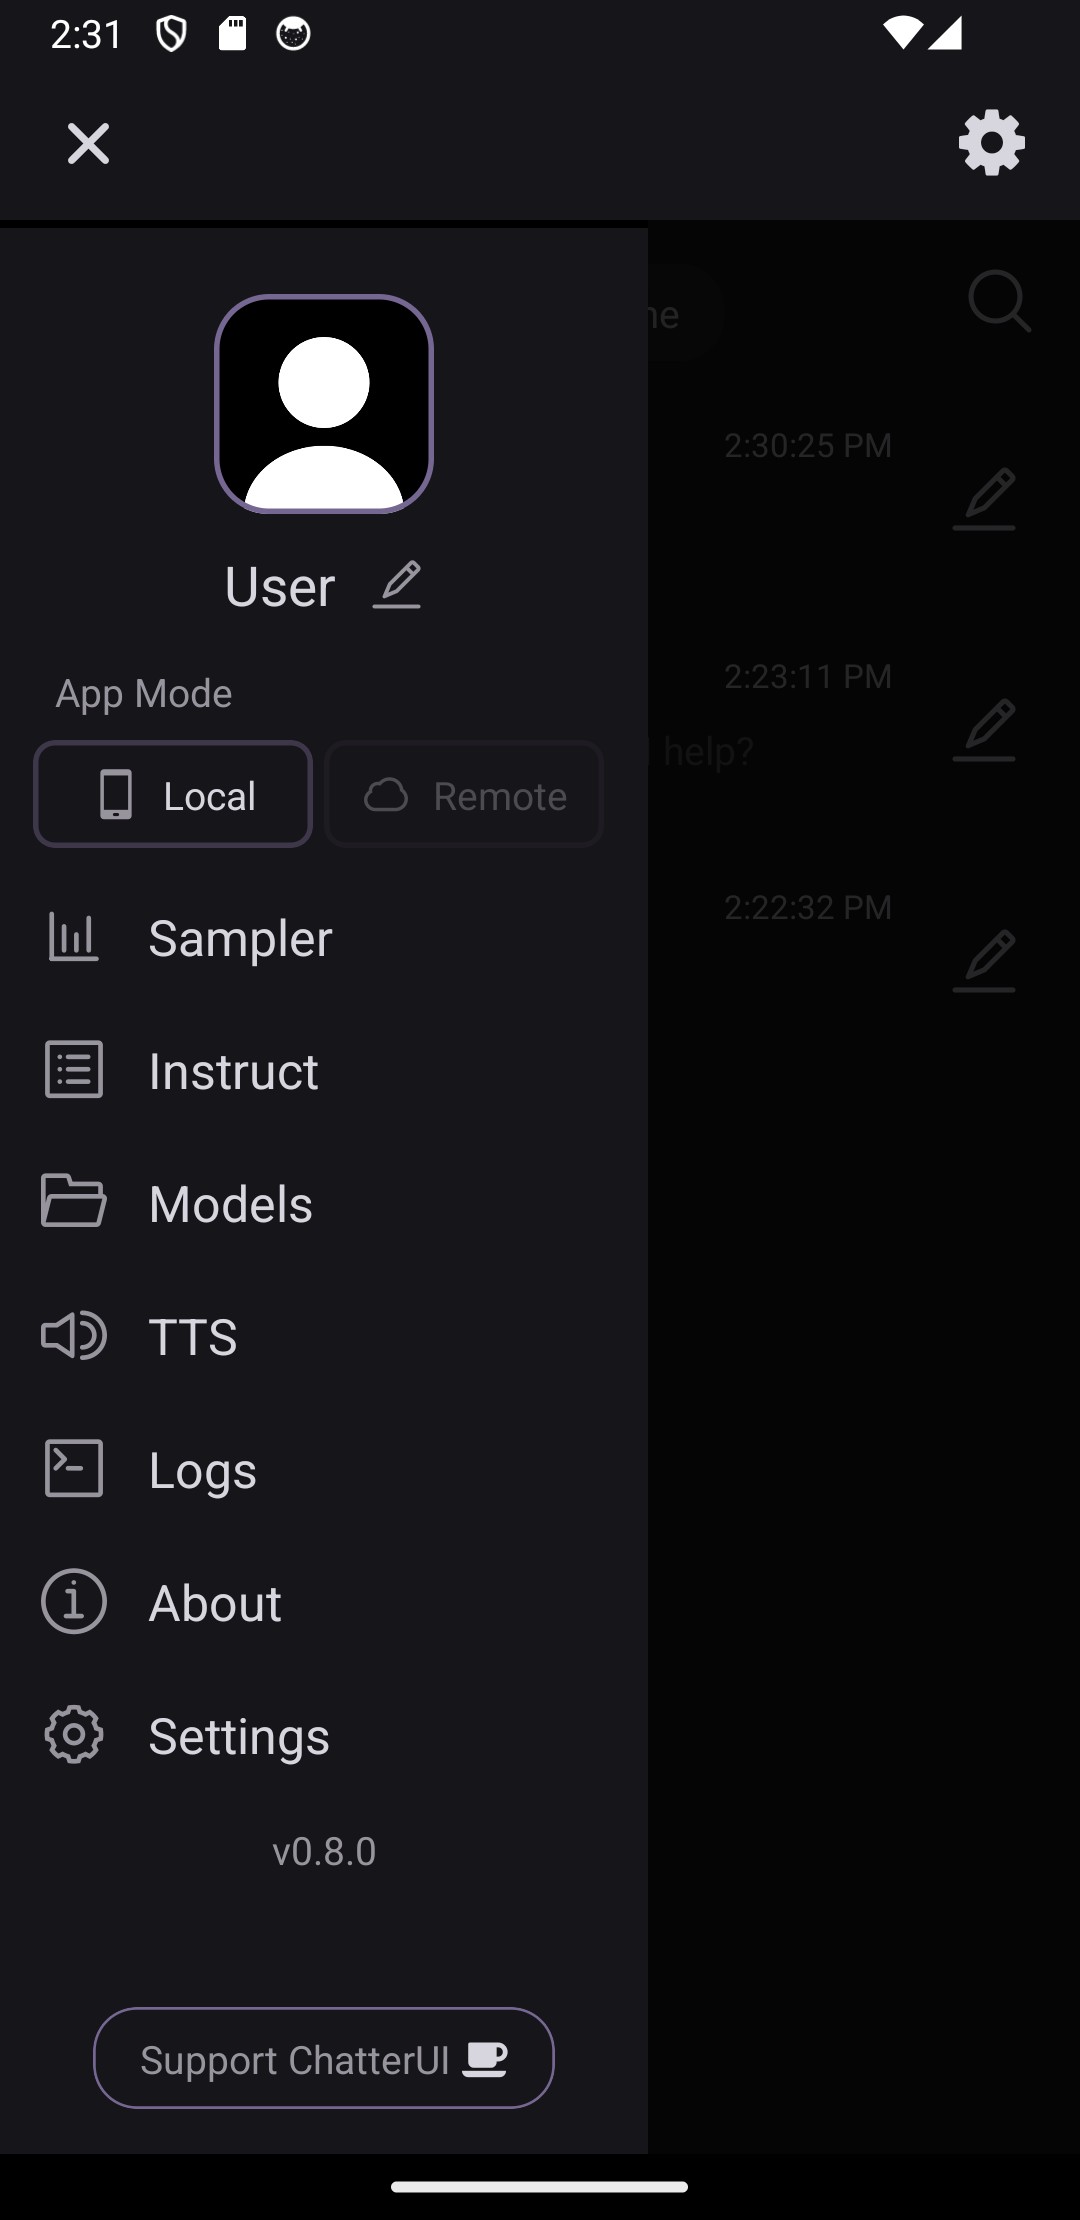 2:31
User
App Mode
Local
Remote
Sampler
Instruct
Models
TTS
Logs
About
Settings
v0.8.0
Support ChatterUI
2:30:25 PM
2:23:11 PM
help?
2:22:32 PM